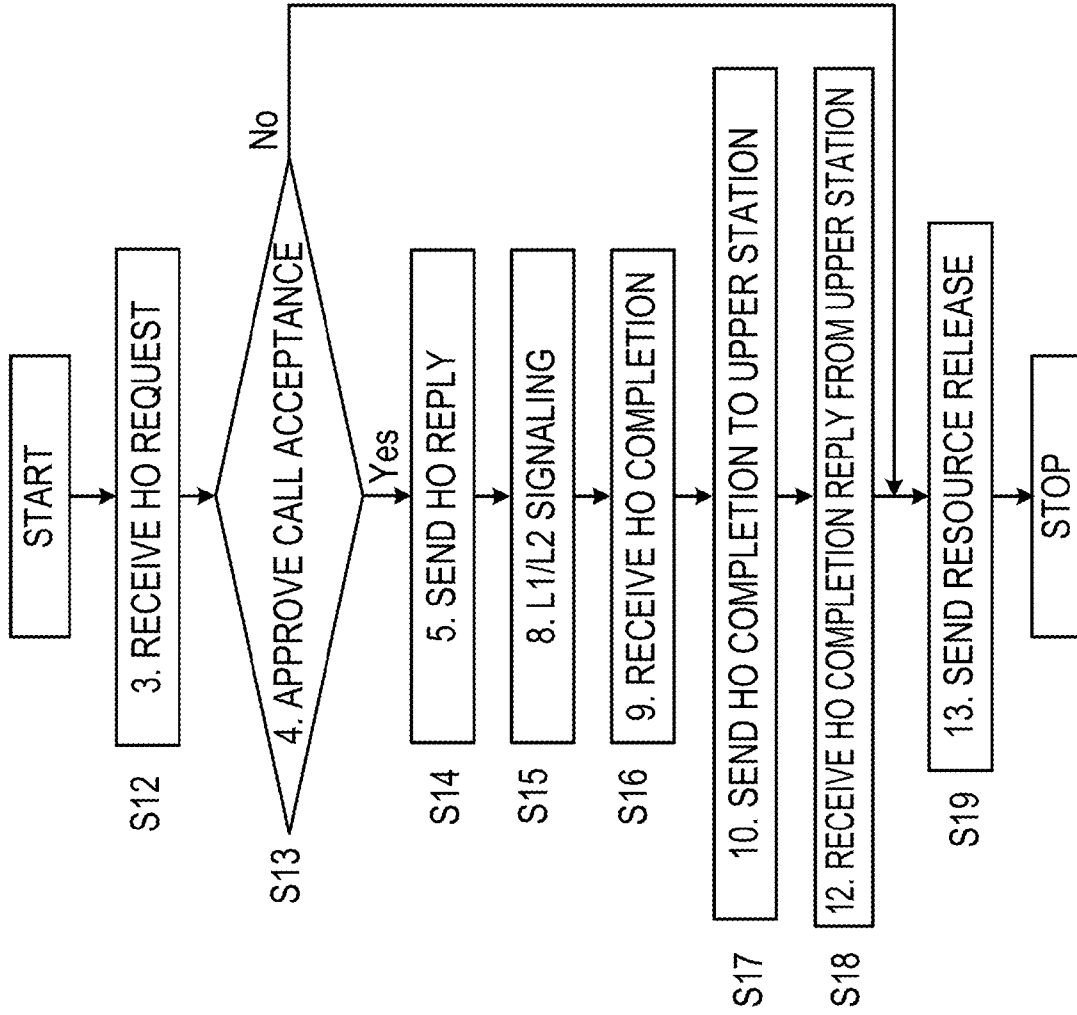 START
S12
3. RECEIVE HO REQUEST
S13
4. APPROVE CALL ACCEPTANCE
No
Yes
S14
5. SEND HO REPLY
S15
8. L1/L2 SIGNALING
S16
9. RECEIVE HO COMPLETION
S17
10. SEND HO COMPLETION TO UPPER STATION
S18
12. RECEIVE HO COMPLETION REPLY FROM UPPER STATION
S19
13. SEND RESOURCE RELEASE
STOP